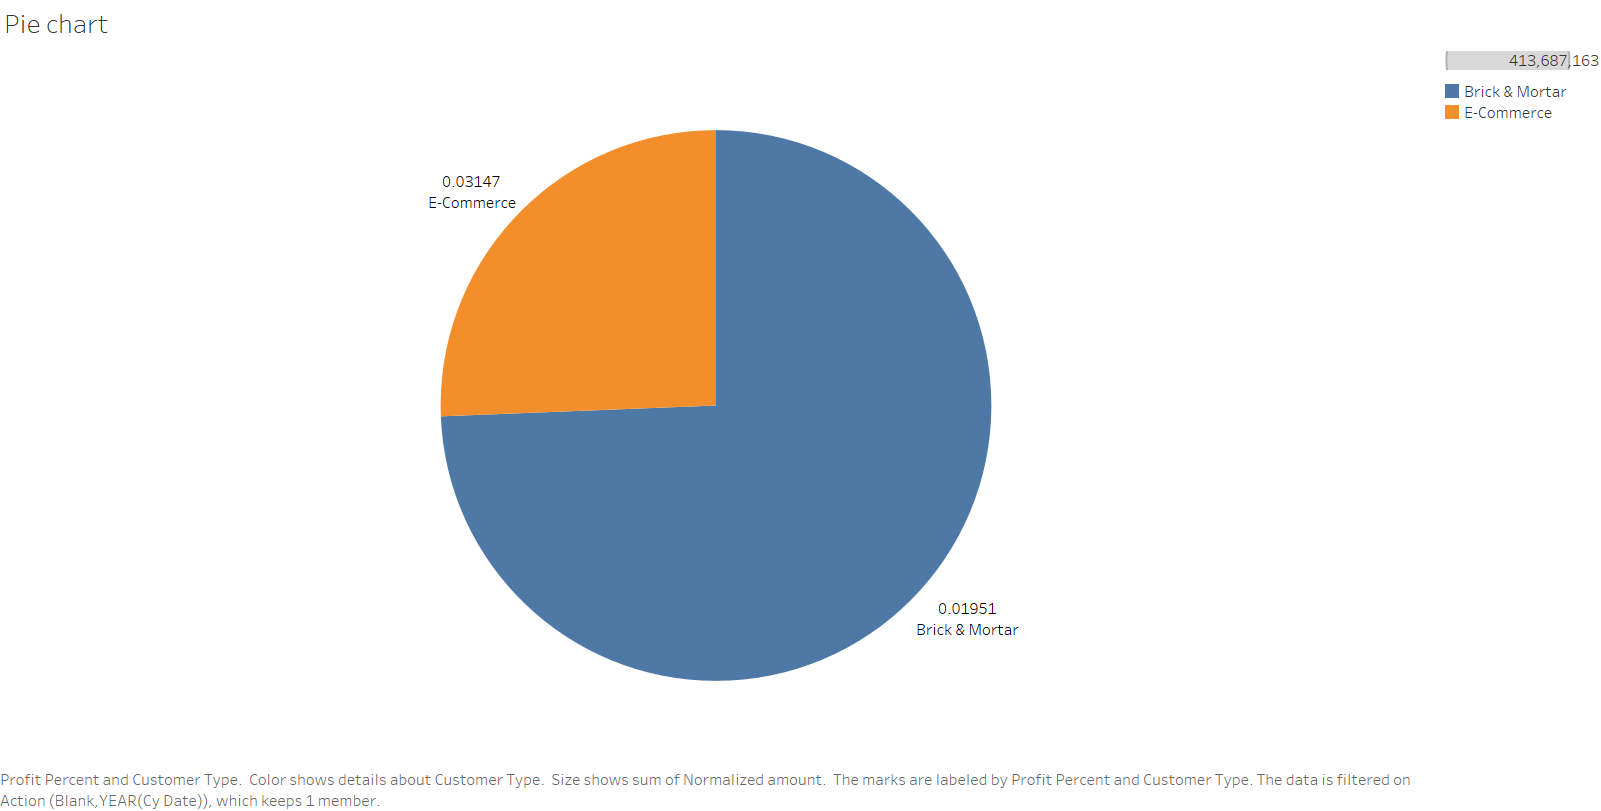 Pie chart
413,687,163
Brick & Mortar
E-Commerce
0.03147
E-Commerce
0.01951
Brick & Mortar
Profit Percent and Customer Type.  Color shows details about Customer Type.  Size shows sum of Normalized amount.  The marks are labeled by Profit Percent and Customer Type. The data is filtered on
Action (Blank,YEAR(Cy Date)), which keeps 1 member.